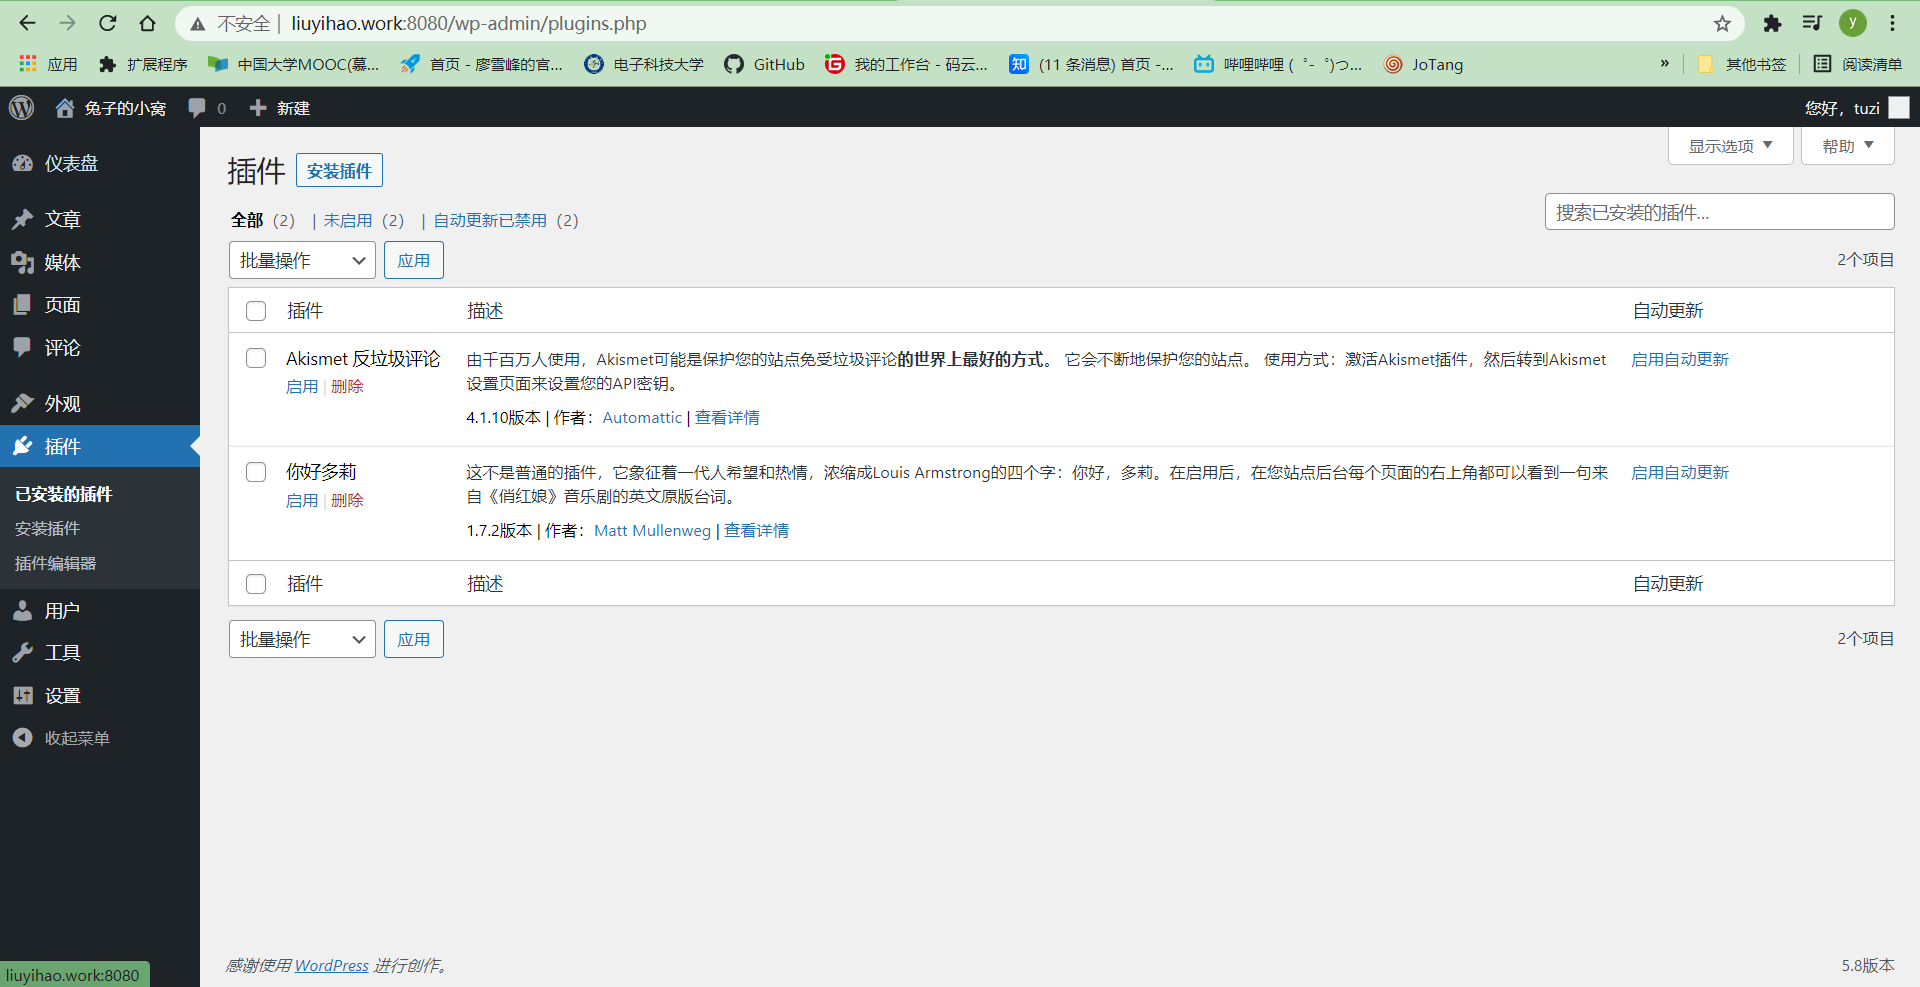 不安全 | liuyihao.work:8080/wp-admin/plugins.php
y
应用 扩展程序 中国大学MOOC(慕... 首页 - 廖雪峰的官... 电子科技大学 GitHub 我的工作台 - 码云... 知 (11 条消息) 首页 -... 哔哩哔哩 ( ゜- ゜)つ... JoTang » 其他书签 阅读清单
兔子的小窝 0 新建 您好，tuzi
仪表盘
文章
媒体
页面
评论
外观
插件
已安装的插件
安装插件
插件编辑器
用户
工具
设置
收起菜单
显示选项 帮助
插件 安装插件
全部（2） | 未启用（2） | 自动更新已禁用（2）
搜索已安装的插件...
批量操作 应用
2个项目
插件 描述 自动更新
Akismet 反垃圾评论
启用 | 删除
由千百万人使用，Akismet可能是保护您的站点免受垃圾评论的世界上最好的方式。 它会不断地保护您的站点。 使用方式：激活Akismet插件，然后转到Akismet
设置页面来设置您的API密钥。
4.1.10版本 | 作者：Automattic | 查看详情
启用自动更新
你好多莉
启用 | 删除
这不是普通的插件，它象征着一代人希望和热情，浓缩成Louis Armstrong的四个字：你好，多莉。在启用后，在您站点后台每个页面的右上角都可以看到一句来
自《俏红娘》音乐剧的英文原版台词。
1.7.2版本 | 作者：Matt Mullenweg | 查看详情
启用自动更新
插件 描述 自动更新
批量操作 应用
2个项目
感谢使用 WordPress 进行创作。
5.8版本
liuyihao.work:8080